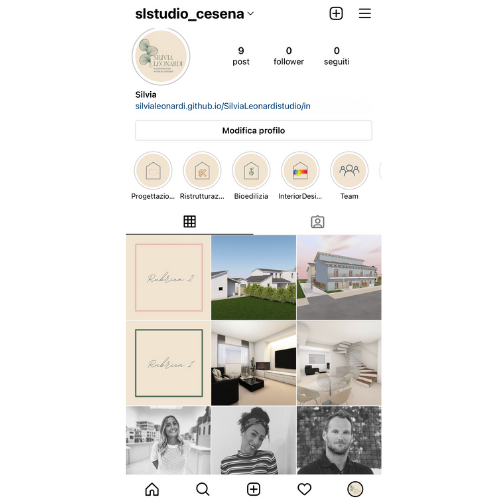 slstudio_cesena
SILVIA
LEONARDI
9
post
0
follower
0
seguiti
Silvia
silvialeonardi.github.io/SilviaLeonardistudio/in
Modifica profilo
Progettazio...
Ristrutturaz...
Bioedilizia
InteriorDesi...
Team
Rubrica 2
Rubrica 1